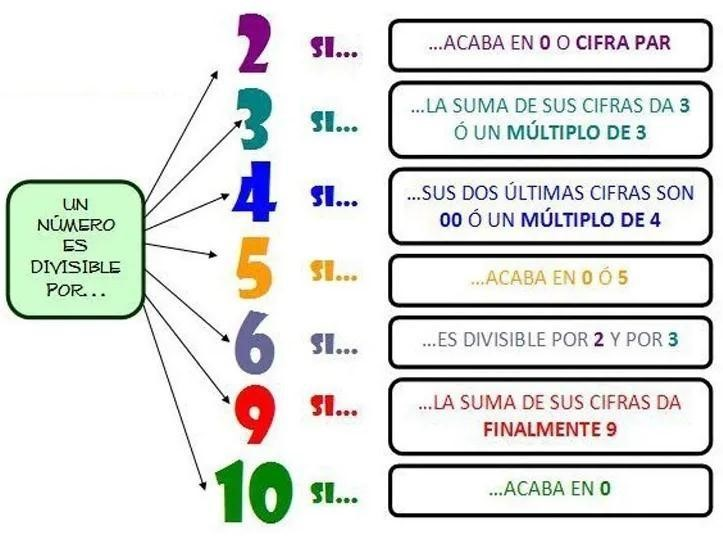 UN
NÚMERO
ES
DIVISIBLE
POR...
2 SI... ...ACABA EN 0 O CIFRA PAR
3 SI... ...LA SUMA DE SUS CIFRAS DA 3
Ó UN MÚLTIPLO DE 3
4 SI... ...SUS DOS ÚLTIMAS CIFRAS SON
00 Ó UN MÚLTIPLO DE 4
5 SI... ...ACABA EN 0 Ó 5
6 SI... ...ES DIVISIBLE POR 2 Y POR 3
9 SI... ...LA SUMA DE SUS CIFRAS DA
FINALMENTE 9
10 SI... ...ACABA EN 0